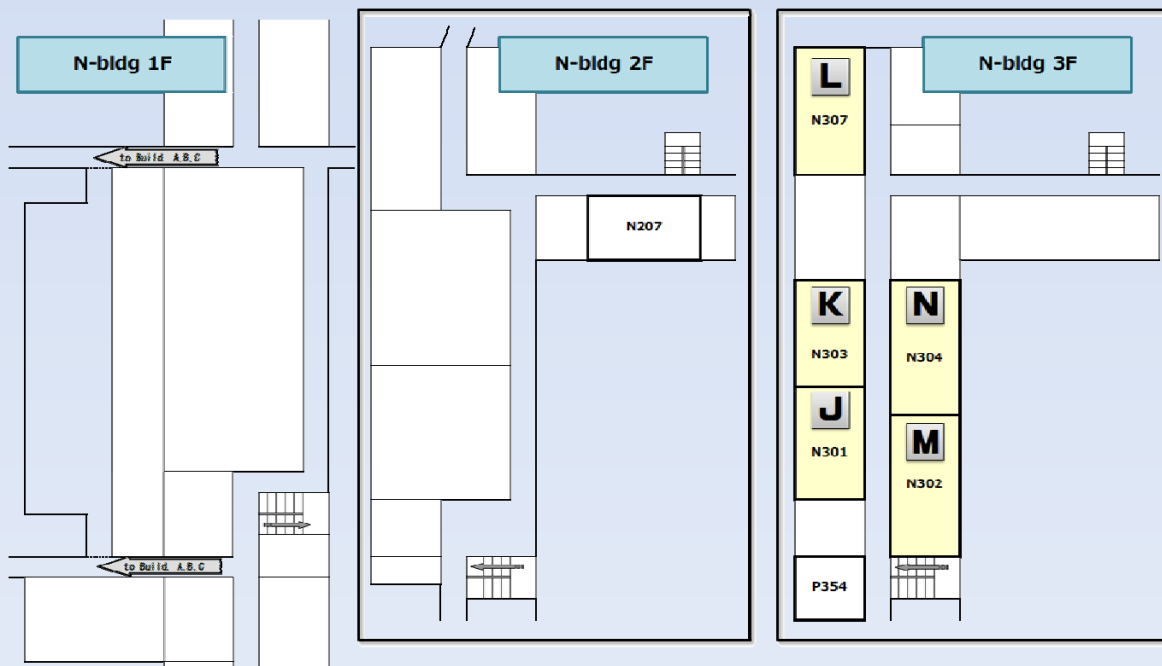 N-bldg 1F
to Build. A.B.C
to Build. A.B.C
N-bldg 2F
N207
N-bldg 3F
L
N307
K
N303
N
N304
J
N301
M
N302
P354